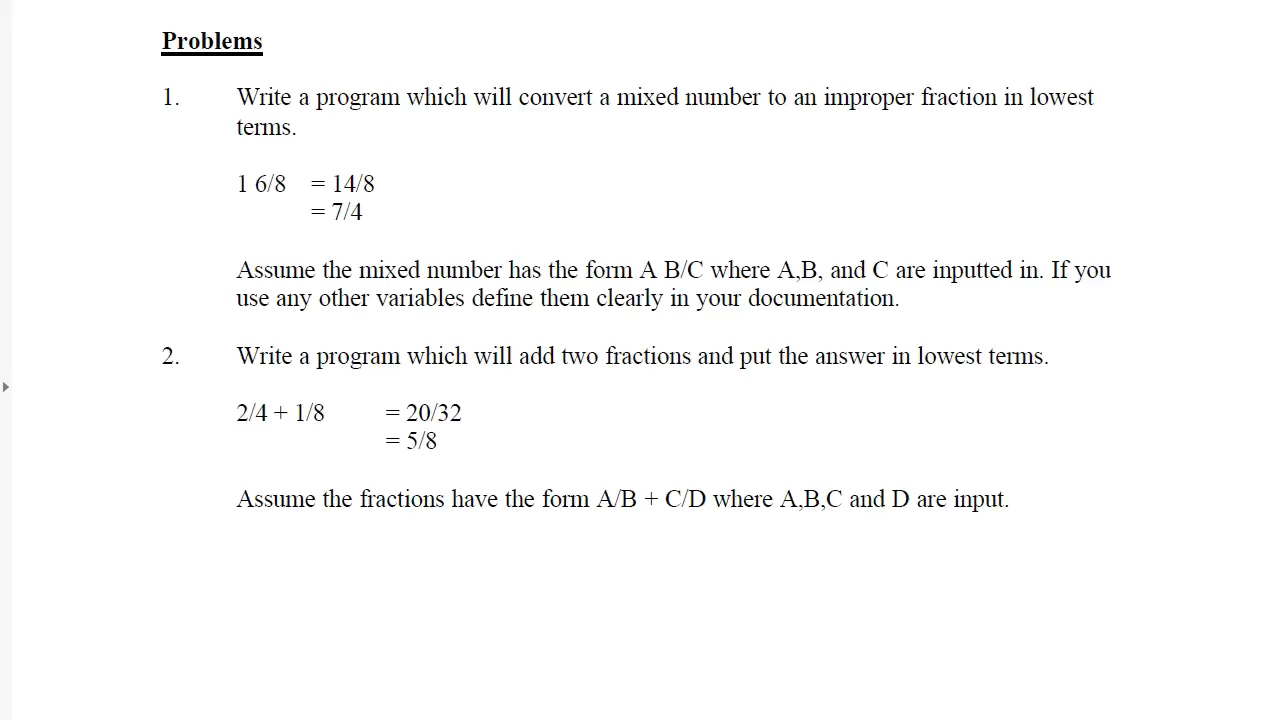 Problems
1. Write a program which will convert a mixed number to an improper fraction in lowest
terms.
1 6/8 = 14/8
= 7/4
Assume the mixed number has the form A B/C where A,B, and C are inputted in. If you
use any other variables define them clearly in your documentation.
2. Write a program which will add two fractions and put the answer in lowest terms.
2/4 + 1/8 = 20/32
= 5/8
Assume the fractions have the form A/B + C/D where A,B,C and D are input.